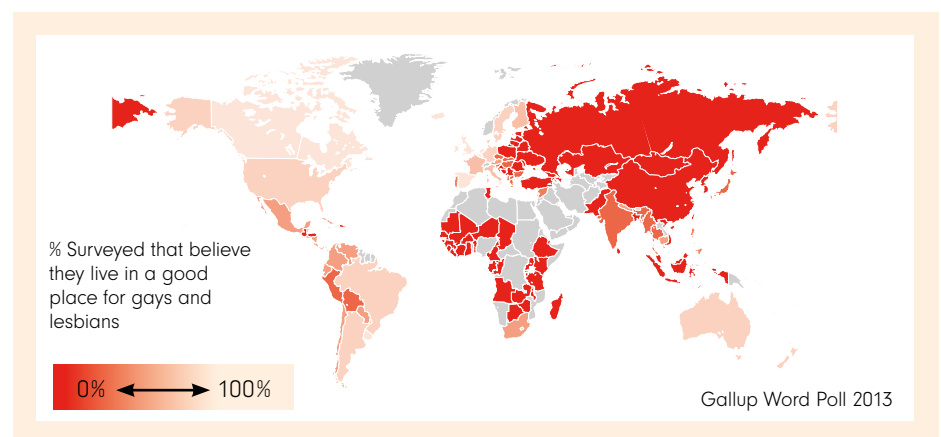 % Surveyed that believe
they live in a good
place for gays and
lesbians
0% 100%
Gallup Word Poll 2013